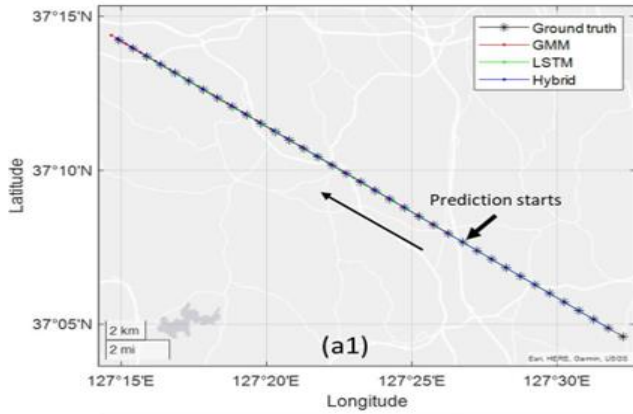 37°15'N
Ground truth
GMM
LSTM
Hybrid
37°10'N
Latitude
Prediction starts
37°05'N
2 km
2 mi
(a1)
Esri, HERE, Garmin, USGS
127°15'E
127°20'E
127°25'E
127°30'E
Longitude